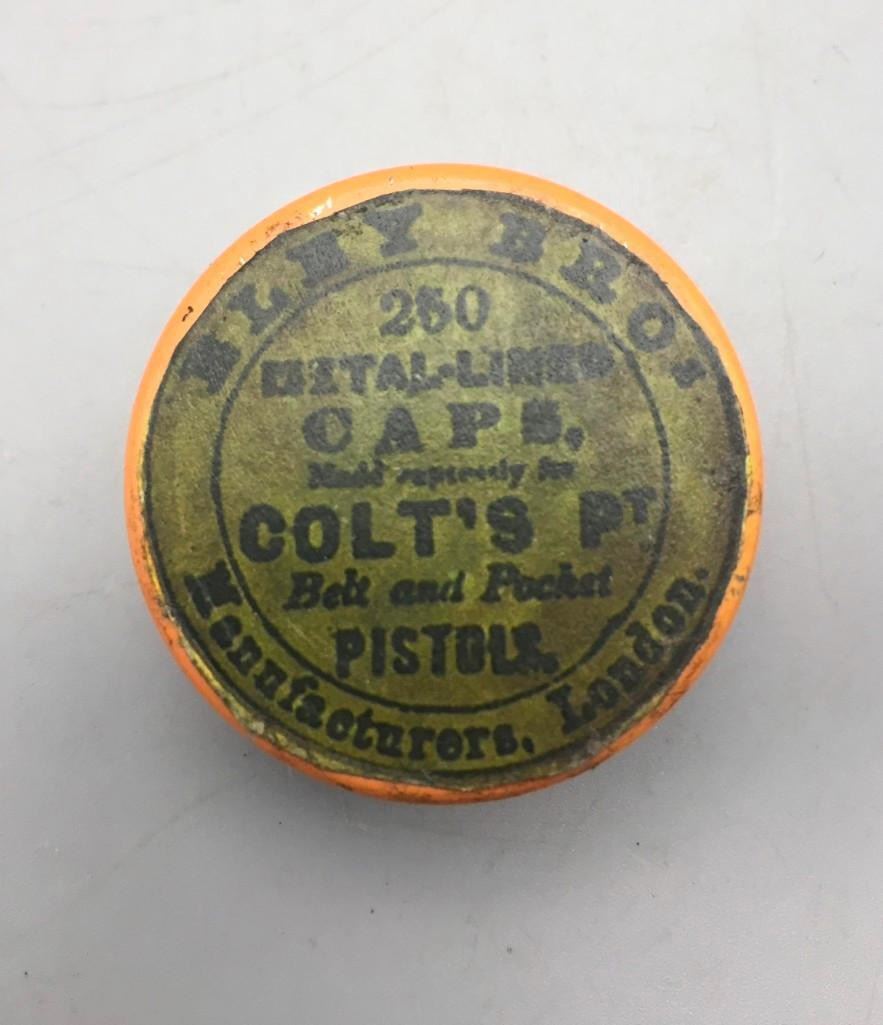 ELEY BROS.
250
METAL-LINED
CAPS,
Made expressly for
COLT'S PT
Belt and Pocket
PISTOLS.
Manufacturers, London.